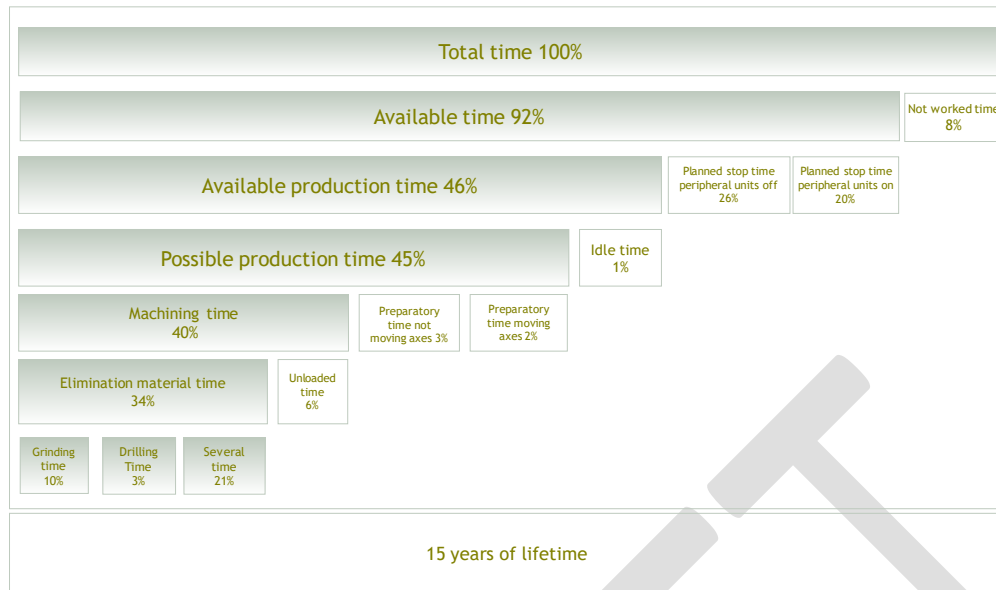 Total time 100%
Available time 92%
Not worked time
8%
Available production time 46%
Planned stop time
peripheral units off
26%
Planned stop time
peripheral units on
20%
Possible production time 45%
Idle time
1%
Machining time
40%
Preparatory
time not
moving axes 3%
Preparatory
time moving
axes 2%
Elimination material time
34%
Unloaded
time
6%
Grinding
time
10%
Drilling
Time
3%
Several
time
21%
15 years of lifetime